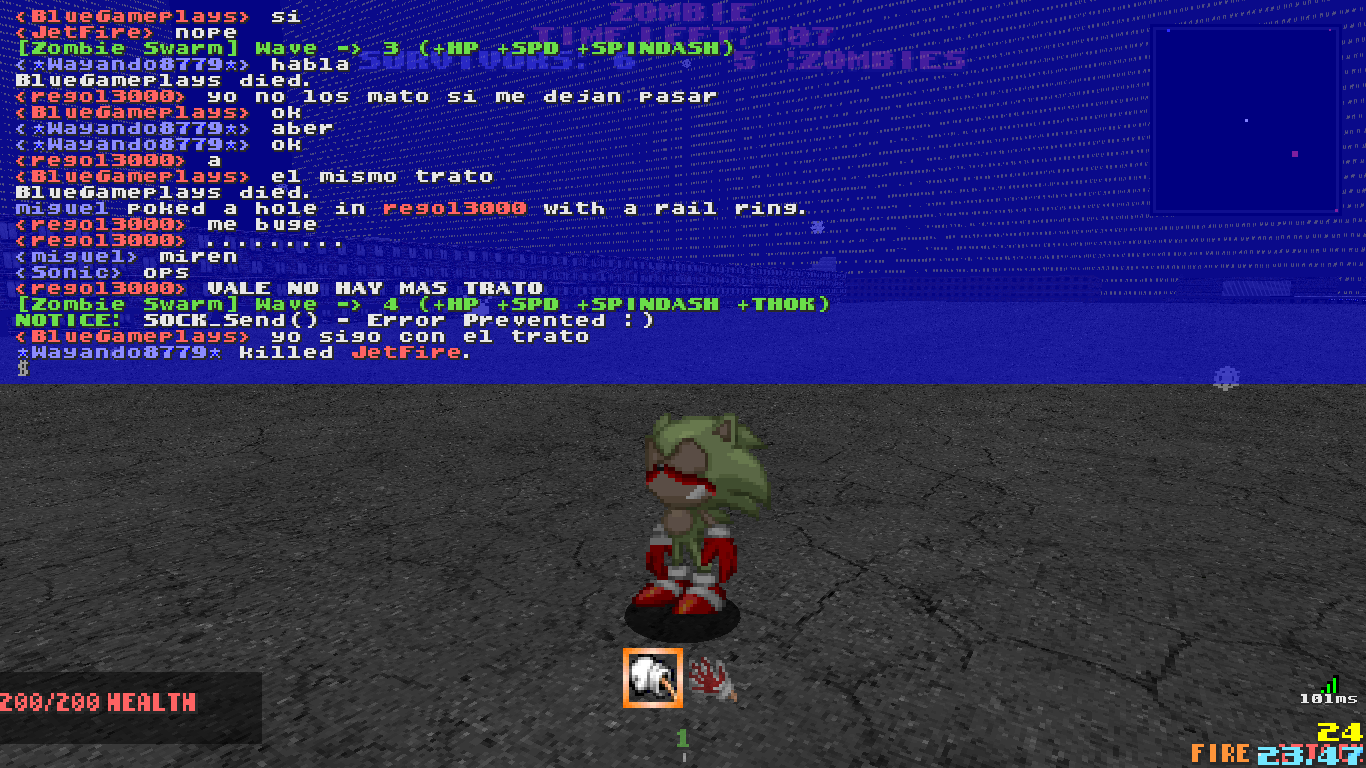 <BlueGameplays> si
<JetFire> nope
[Zombie Swarm] Wave -> 3 (+HP +SPD +SPINDASH)
<*Wayando8779*> habla
BlueGameplays died.
<regol3000> yo no los mato si me dejan pasar
<BlueGameplays> ok
<*Wayando8779*> aber
<*Wayando8779*> ok
<regol3000> a
<BlueGameplays> el mismo trato
BlueGameplays died.
miguel poked a hole in regol3000 with a rail ring.
<regol3000> me buge
<regol3000> .........
<miguel> miren
<Sonic> ops
<regol3000> VALE NO HAY MAS TRATO
[Zombie Swarm] Wave -> 4 (+HP +SPD +SPINDASH +THOK)
NOTICE: SOCK_Send() - Error Prevented :)
<BlueGameplays> yo sigo con el trato
*Wayando8779* killed JetFire.
$
ZOMBIE
TIME LEFT: 107
SURVIVORS: 6 5 :ZOMBIES
200/200 HEALTH
1
101ms
24
FIRE
23:47